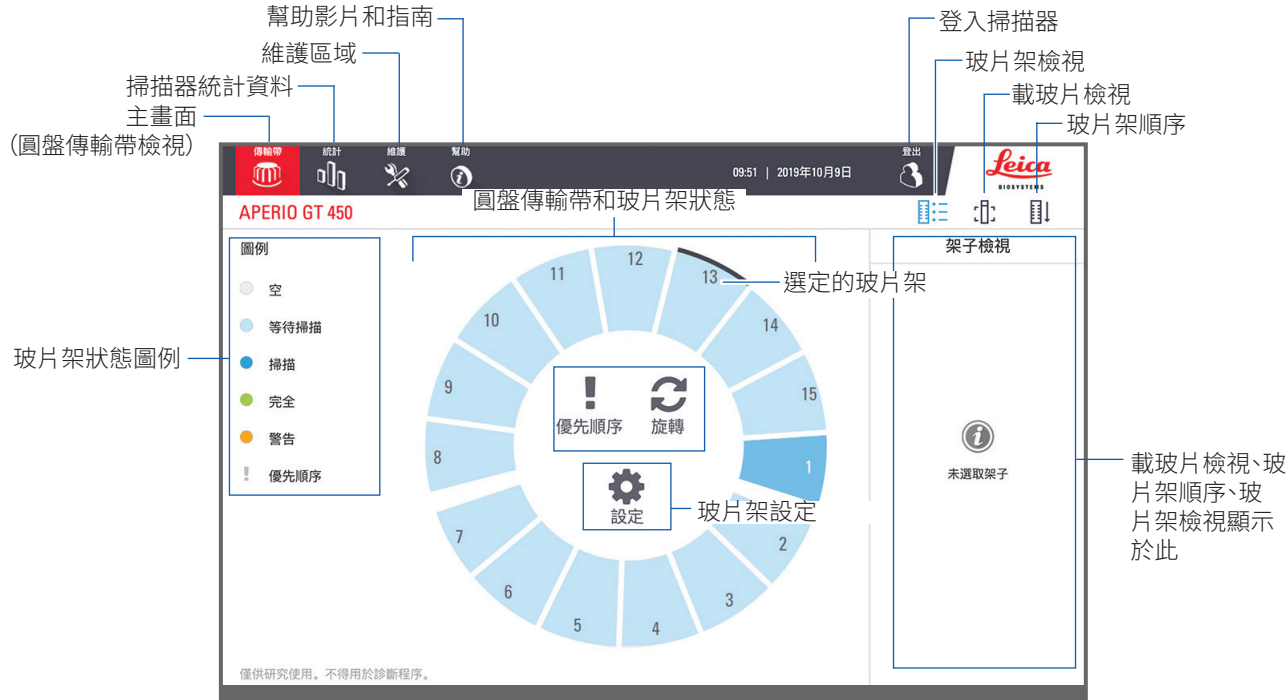 幫助影片和指南
登入掃描器
維護區域
玻片架檢視
掃描器統計資料
載玻片檢視
主畫面
(圓盤傳輸帶檢視)
玻片架順序
傳輸帶
統計
維護
幫助
09:51 | 2019年10月9日
登出
Leica
BIOSYSTEMS
APERIO GT 450
圓盤傳輸帶和玻片架狀態
圖例
空
等待掃描
掃描
完全
警告
優先順序
玻片架狀態圖例
架子檢視
選定的玻片架
12
13
14
15
1
2
3
4
5
6
7
8
9
10
11
優先順序
旋轉
設定
玻片架設定
未選取架子
載玻片檢視、玻
片架順序、玻
片架檢視顯示
於此
僅供研究使用。不得用於診斷程序。